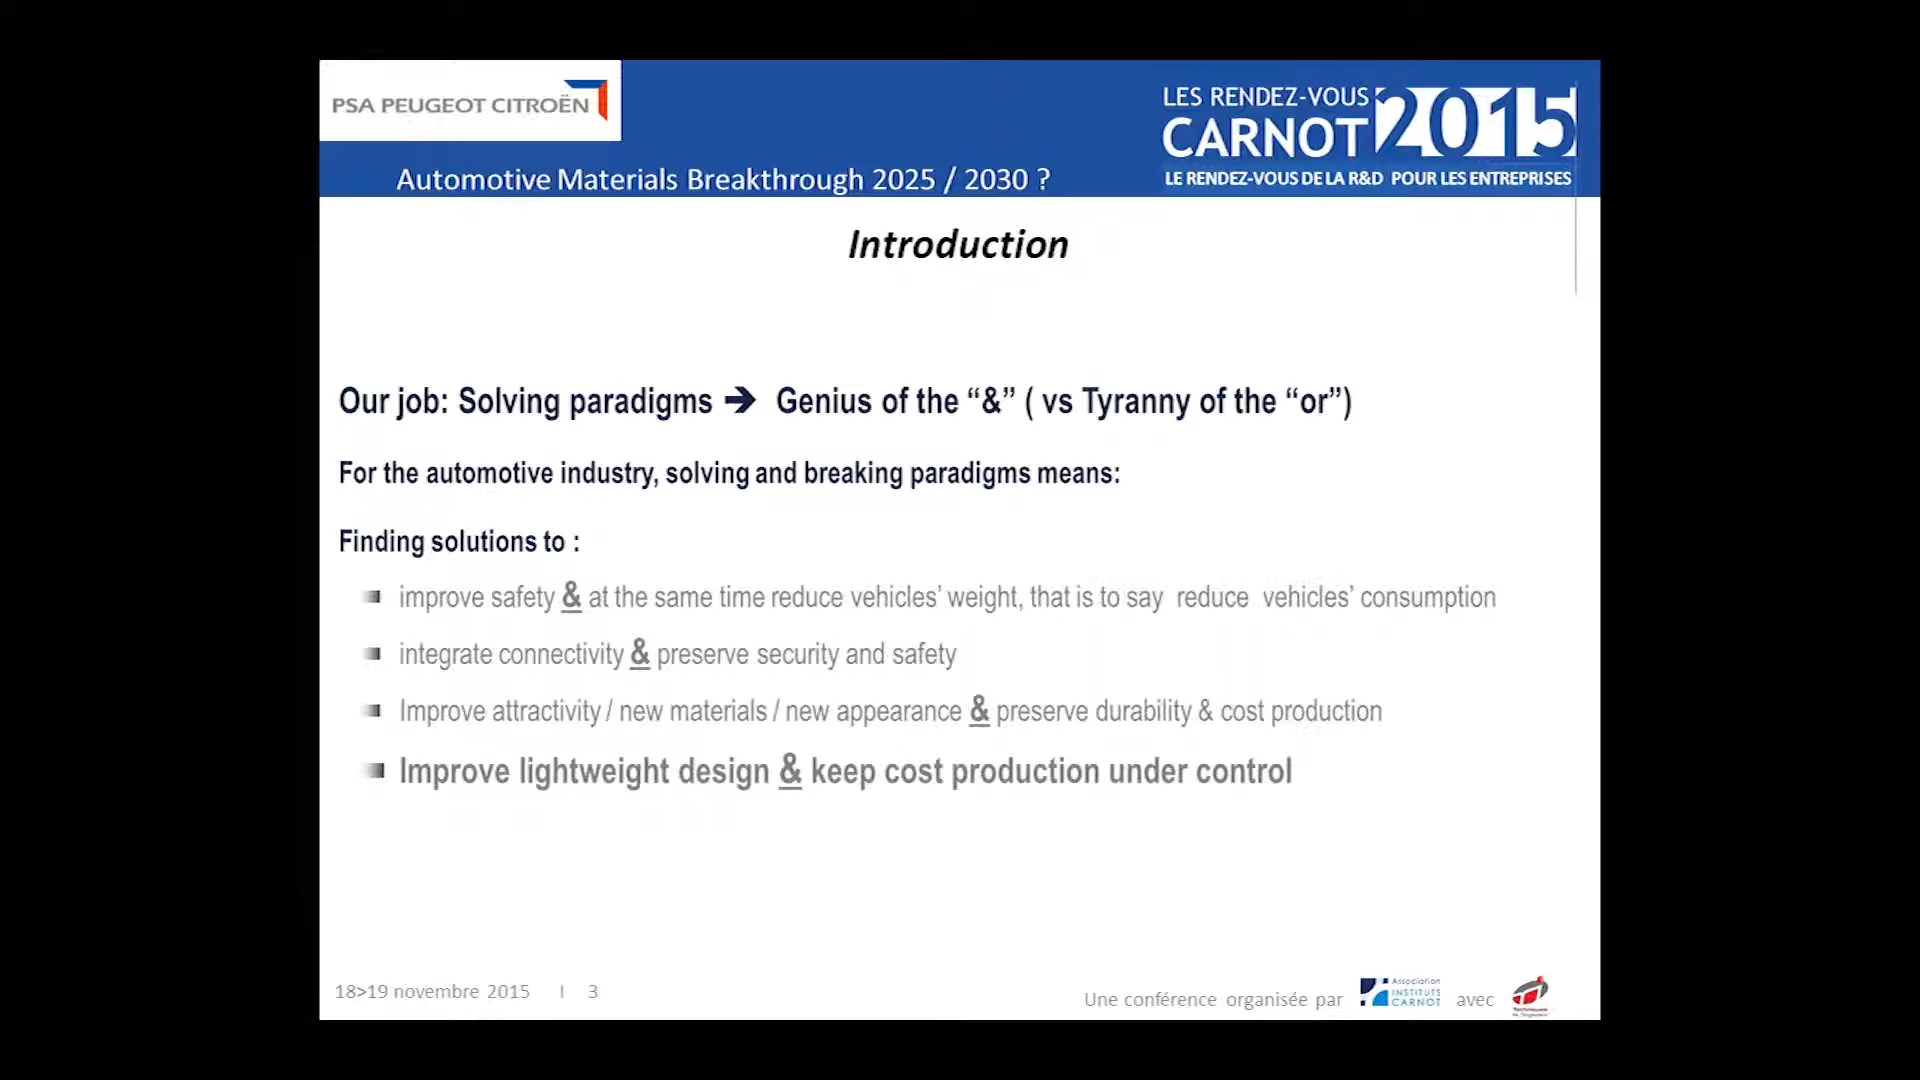 PSA PEUGEOT CITROËN
LES RENDEZ-VOUS
CARNOT 2015
LE RENDEZ-VOUS DE LA R&D POUR LES ENTREPRISES
Automotive Materials Breakthrough 2025 / 2030 ?
Introduction
Our job: Solving paradigms ➔ Genius of the “&” ( vs Tyranny of the “or”)
For the automotive industry, solving and breaking paradigms means:
Finding solutions to :
improve safety & at the same time reduce vehicles’ weight, that is to say reduce vehicles’ consumption
integrate connectivity & preserve security and safety
Improve attractivity / new materials / new appearance & preserve durability & cost production
Improve lightweight design & keep cost production under control
18>19 novembre 2015 I 3
Une conférence organisée par
Association
INSTITUTS
CARNOT
avec